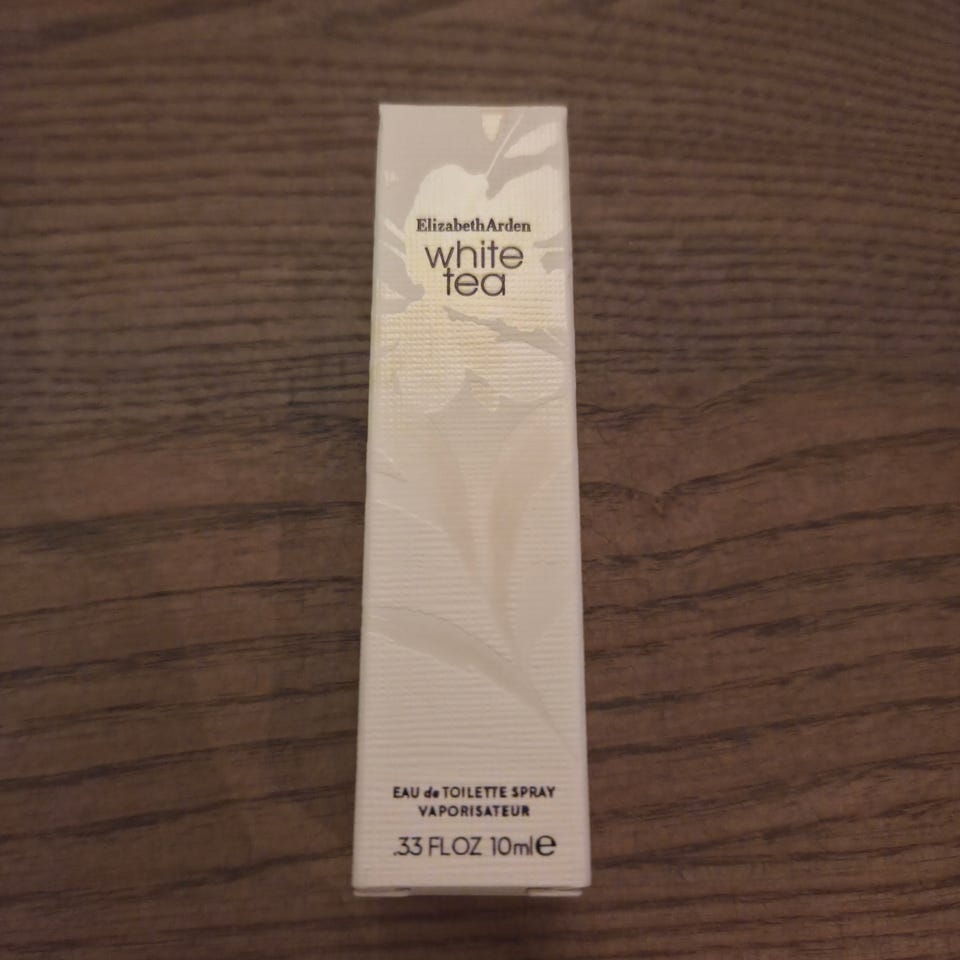 ElizabethArden
white
tea
EAU de TOILETTE SPRAY
VAPORISATEUR
.33 FL OZ 10ml e